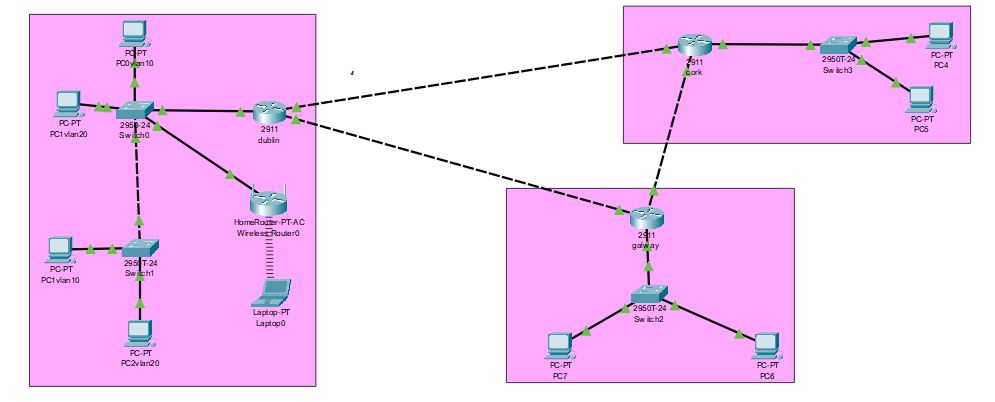 PC-PT
PC0vlan10
PC-PT
PC1vlan20
2950-24
Switch0
2911
dublin
HomeRouter-PT-AC
Wireless Router0
PC-PT
PC1vlan10
2950T-24
Switch1
Laptop-PT
Laptop0
PC-PT
PC2vlan20
2911
cork
2950T-24
Switch3
PC-PT
PC4
PC-PT
PC5
2911
galway
2950T-24
Switch2
PC-PT
PC7
PC-PT
PC6